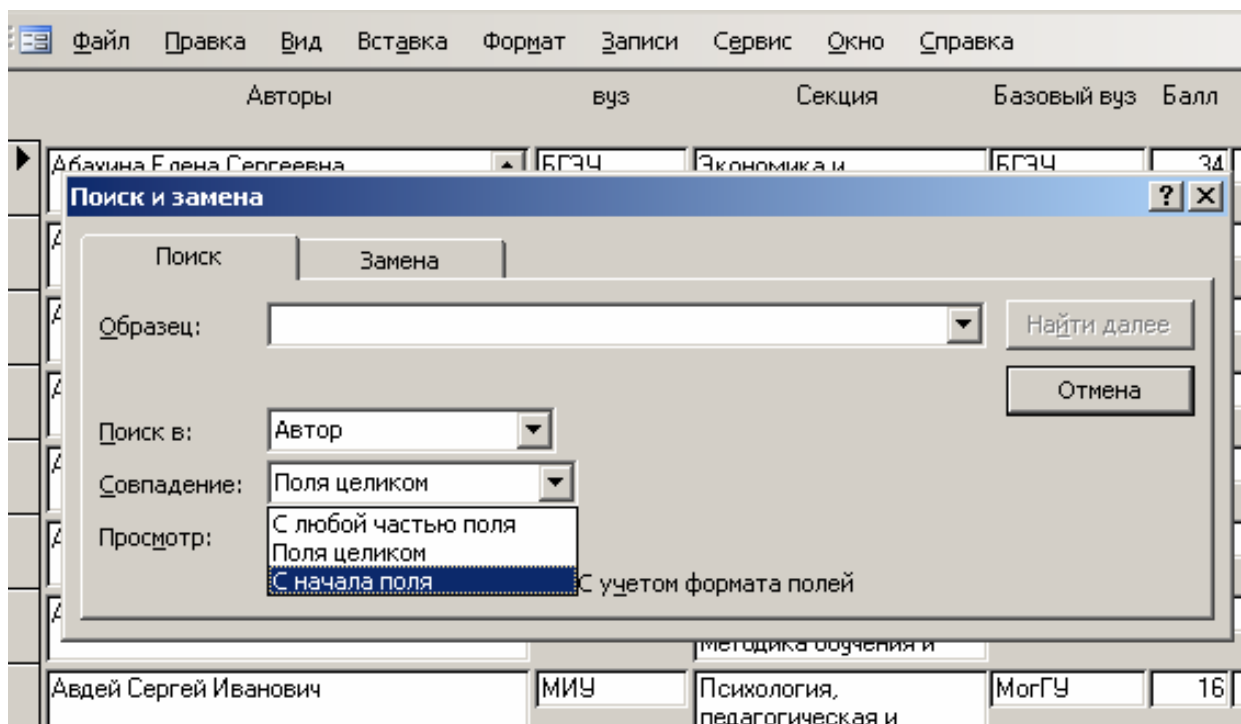 Файл Правка Вид Вставка Формат Записи Сервис Окно Справка
Авторы вуз Секция Базовый вуз Балл
Абахина Елена Сергеевна БГЭУ Экономика и БГЭУ 34
Поиск и замена
Поиск Замена
Образец: Найти далее
Отмена
Поиск в: Автор
Совпадение: Поля целиком
С любой частью поля
Просмотр:
Поля целиком
С начала поля С учетом формата полей
Методика обучения и
Авдей Сергей Иванович МИУ Психология, МогГУ 16
педагогическая и